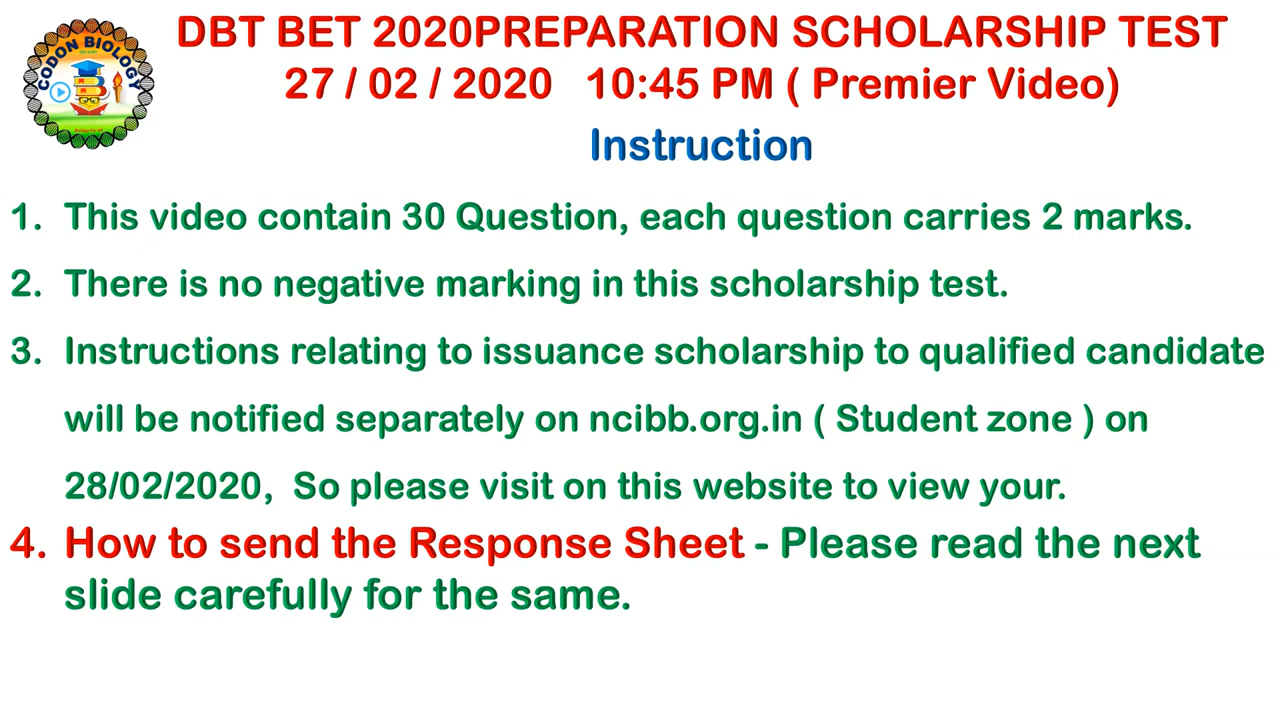 CODON BIOLOGY
Biology for All
DBT BET 2020PREPARATION SCHOLARSHIP TEST
27 / 02 / 2020 10:45 PM ( Premier Video)
Instruction
1. This video contain 30 Question, each question carries 2 marks.
2. There is no negative marking in this scholarship test.
3. Instructions relating to issuance scholarship to qualified candidate
will be notified separately on ncibb.org.in ( Student zone ) on
28/02/2020, So please visit on this website to view your.
4. How to send the Response Sheet - Please read the next
slide carefully for the same.